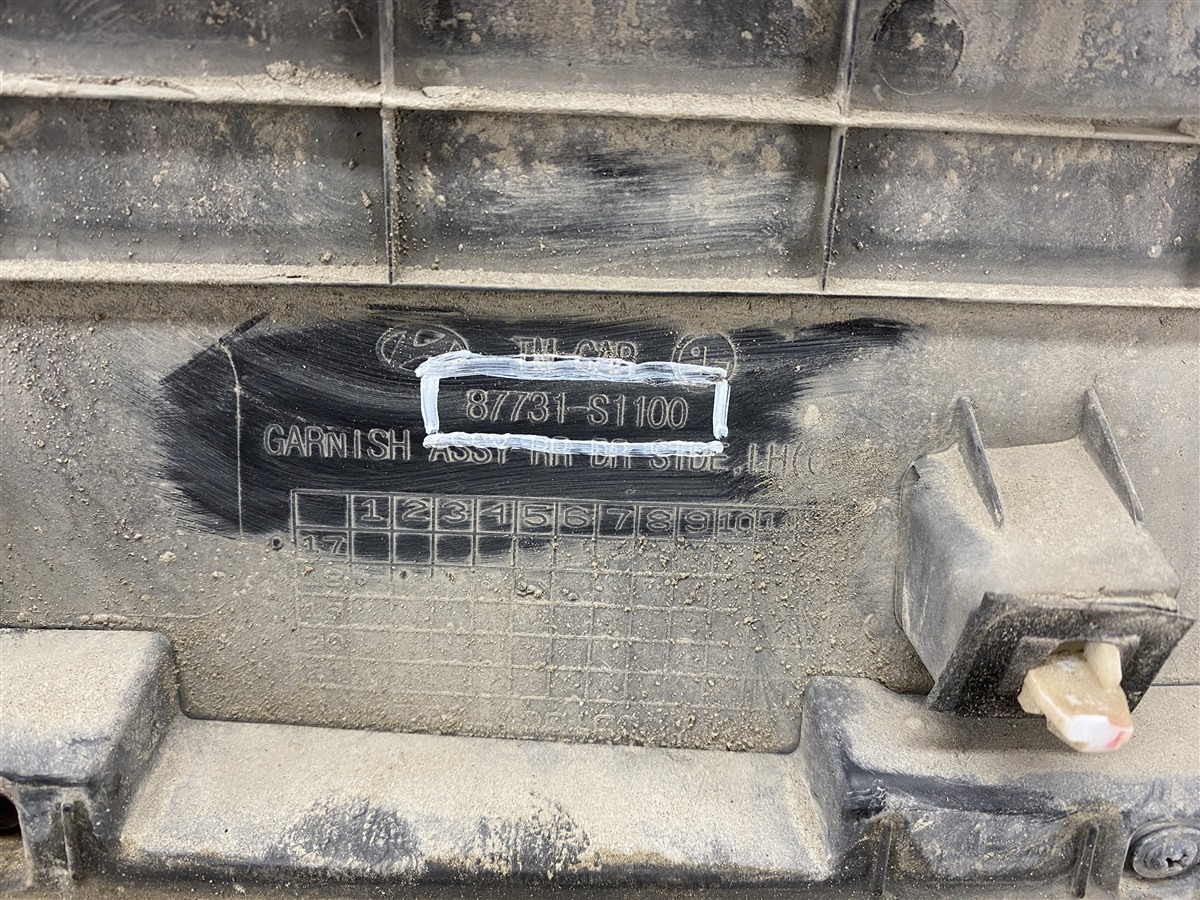 TM CAR
87731-S1100
GARNISH ASSY RR DR SIDE,LH
1 2 3 4 5 6 7 8 9 10 11
17